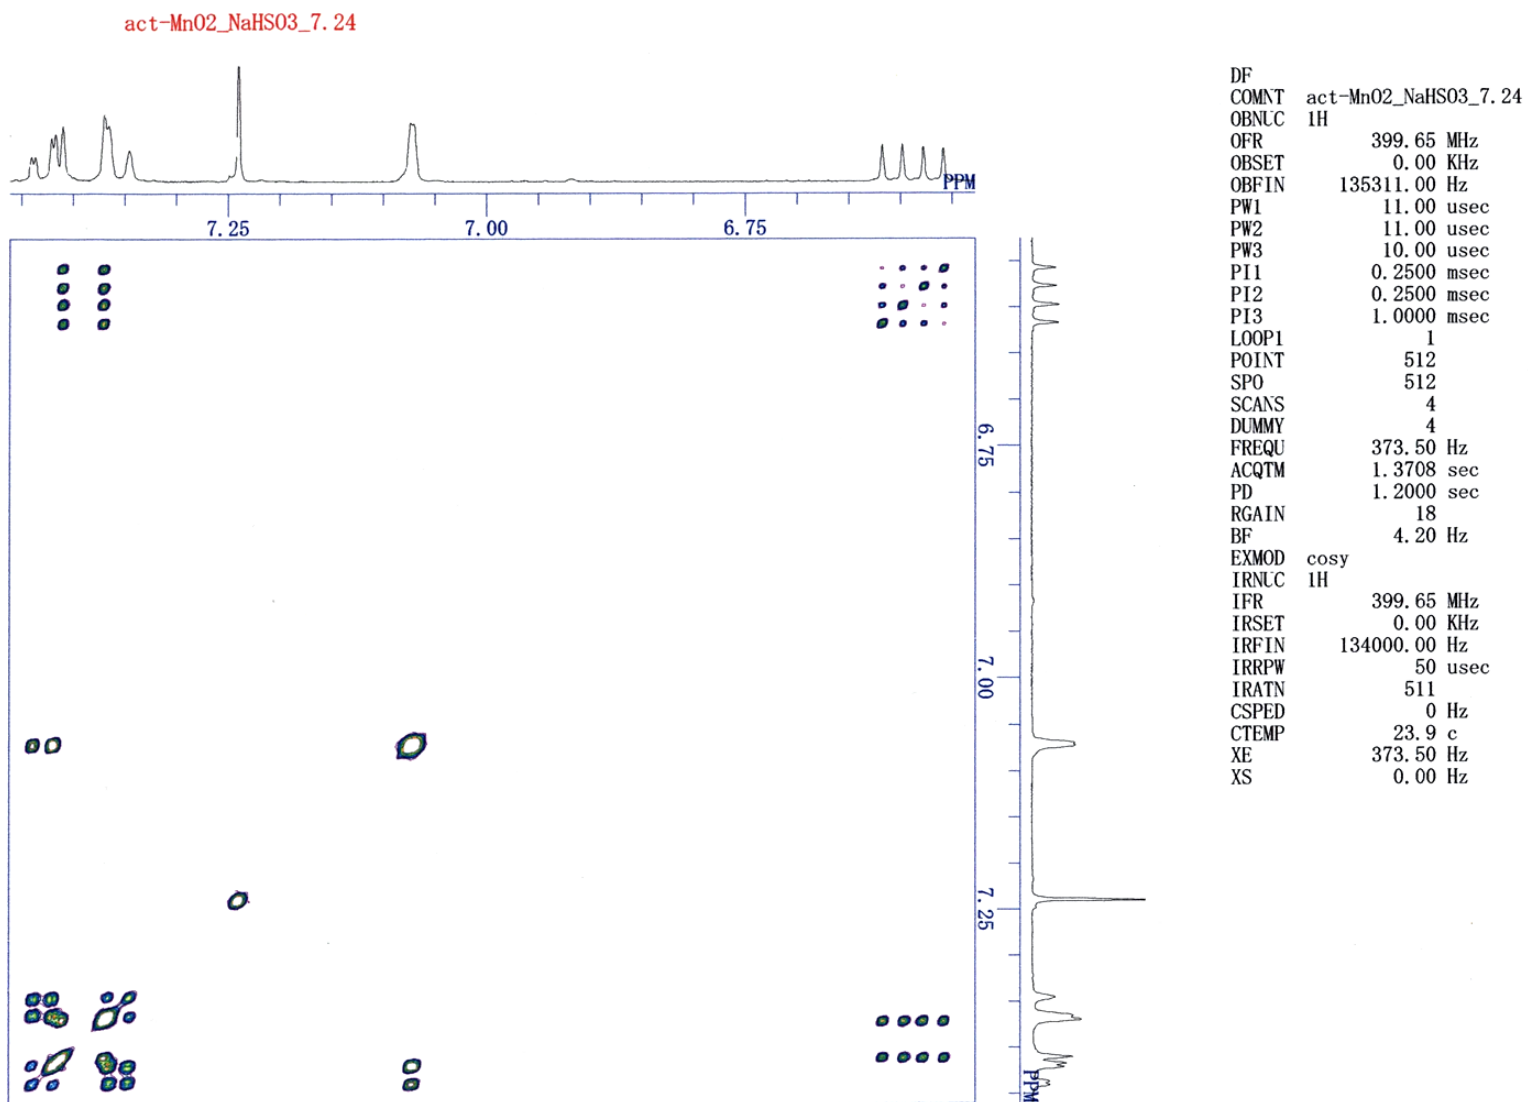 act-MnO2_NaHSO3_7.24
PPM
7.25 7.00 6.75
6.75
7.00
7.25
PPM
DF
COMNT act-MnO2_NaHSO3_7.24
OBNUC 1H
OFR 399.65 MHz
OBSET 0.00 KHz
OBFIN 135311.00 Hz
PW1 11.00 usec
PW2 11.00 usec
PW3 10.00 usec
PI1 0.2500 msec
PI2 0.2500 msec
PI3 1.0000 msec
LOOP1 1
POINT 512
SPO 512
SCANS 4
DUMMY 4
FREQU 373.50 Hz
ACQTM 1.3708 sec
PD 1.2000 sec
RGAIN 18
BF 4.20 Hz
EXMOD cosy
IRNUC 1H
IFR 399.65 MHz
IRSET 0.00 KHz
IRFIN 134000.00 Hz
IRRPW 50 usec
IRATN 511
CSPED 0 Hz
CTEMP 23.9 c
XE 373.50 Hz
XS 0.00 Hz